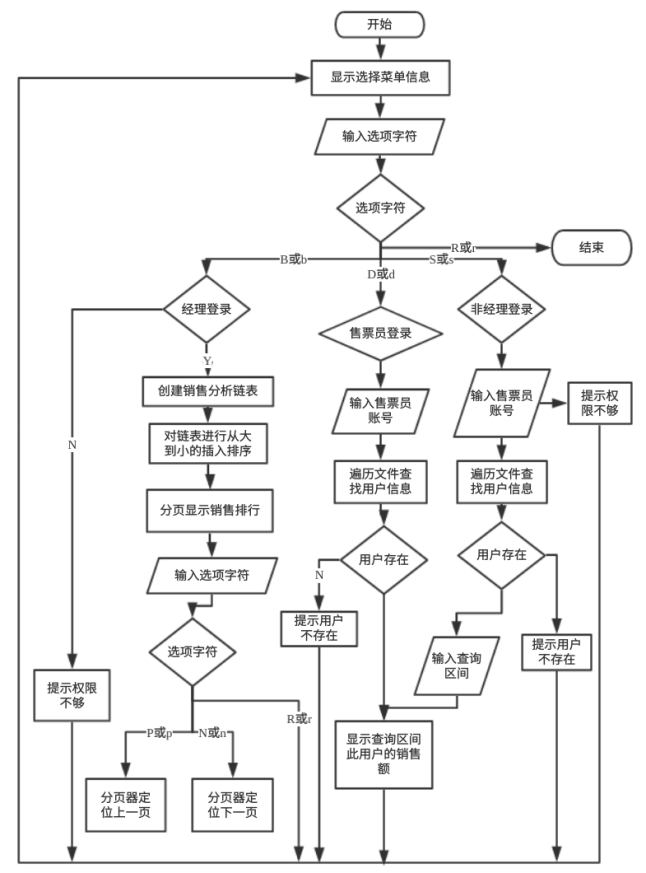 开始
显示选择菜单信息
输入选项字符
选项字符
R或r
结束
B或b
D或d
S或s
经理登录
售票员登录
非经理登录
Y
创建销售分析链表
输入售票员
账号
输入售票员
账号
提示权
限不够
N
对链表进行从大
到小的插入排序
遍历文件查
找用户信息
遍历文件查
找用户信息
分页显示销售排行
用户存在
用户存在
输入选项字符
N
提示用户
不存在
选项字符
输入查询
区间
提示用户
不存在
提示权限
不够
R或r
P或p
N或n
显示查询区间
此用户的销售
额
分页器定
位上一页
分页器定
位下一页